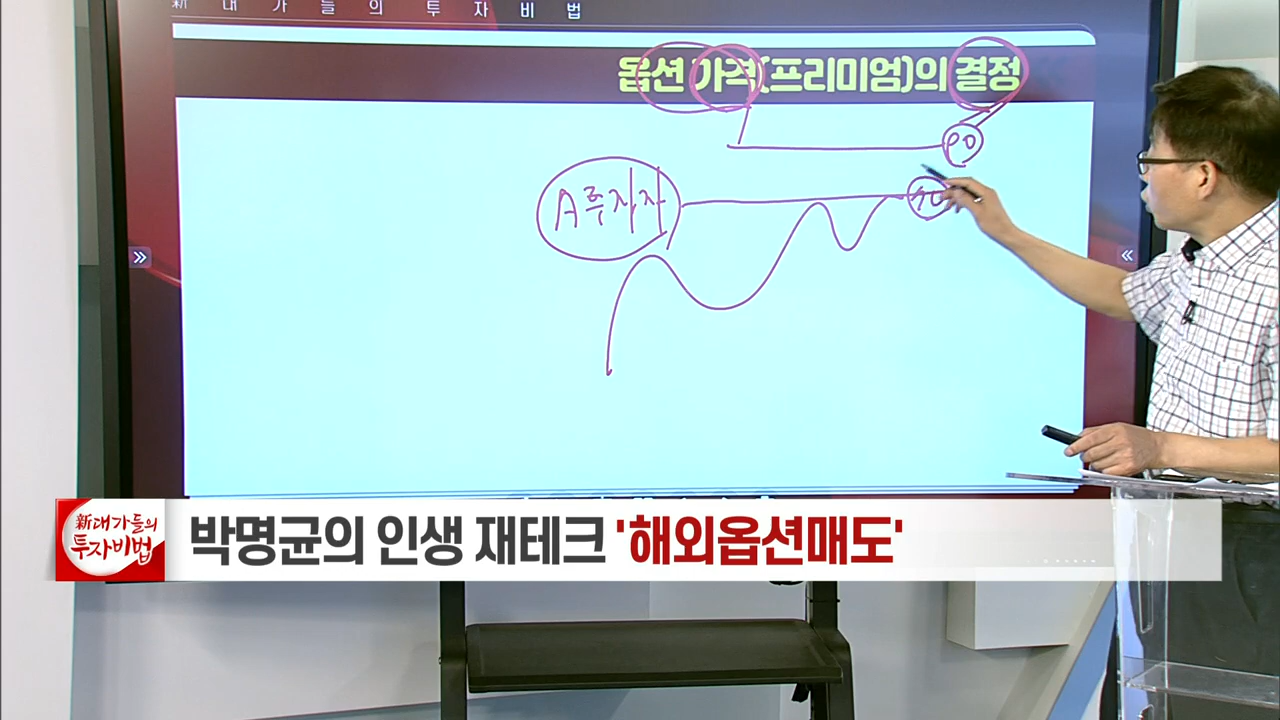 新 대가들의 투자비법
옵션 가격(프리미엄)의 결정
A투자자
»
«
新대가들의
투자비법
박명균의 인생 재테크 '해외옵션매도'